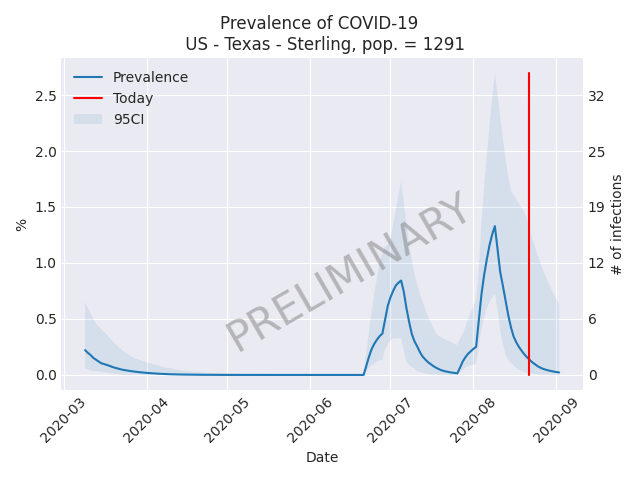 Prevalence of COVID-19
US - Texas - Sterling, pop. = 1291
Prevalence
Today
95CI
PRELIMINARY
%
2.5
2.0
1.5
1.0
0.5
0.0
32
25
19
12
6
0
# of infections
2020-03
2020-04
2020-05
2020-06
2020-07
2020-08
2020-09
Date